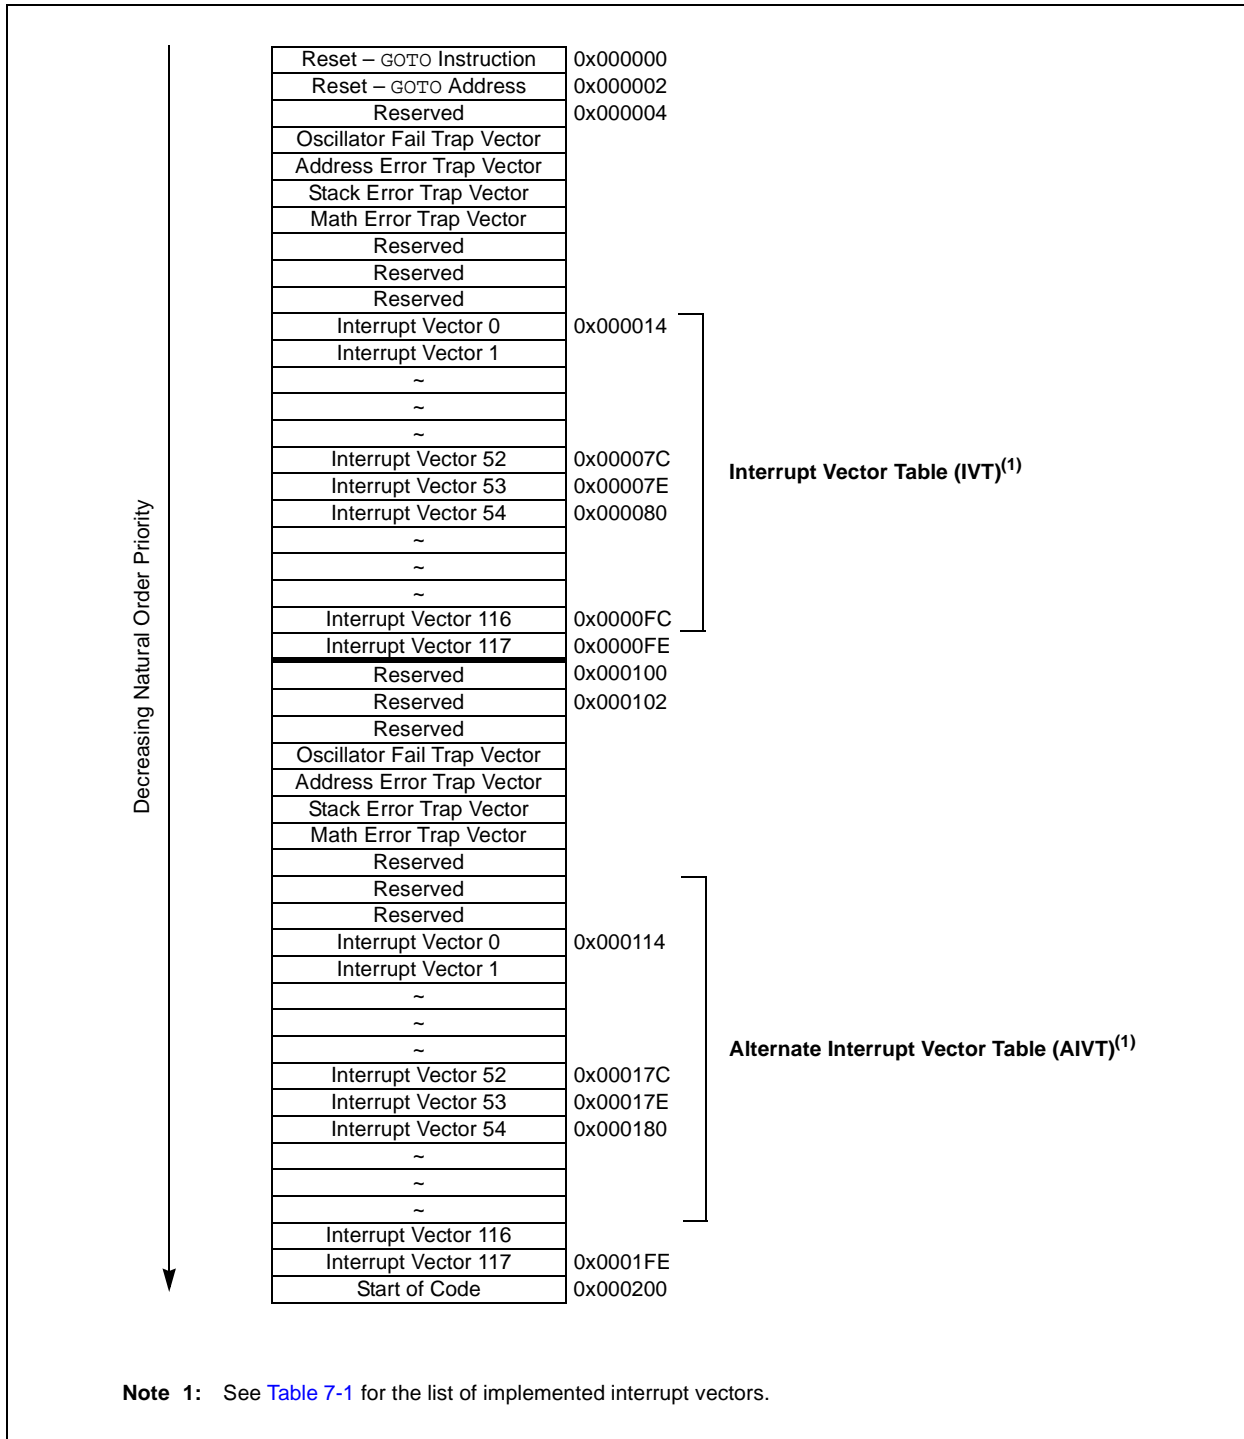 Reset – GOTO Instruction 0x000000
Reset – GOTO Address 0x000002
Reserved 0x000004
Oscillator Fail Trap Vector
Address Error Trap Vector
Stack Error Trap Vector
Math Error Trap Vector
Reserved
Reserved
Reserved
Interrupt Vector 0 0x000014
Interrupt Vector 1
~
~
~
Interrupt Vector 52 0x00007C
Interrupt Vector Table (IVT)(1)
Interrupt Vector 53 0x00007E
Interrupt Vector 54 0x000080
~
~
~
Interrupt Vector 116 0x0000FC
Interrupt Vector 117 0x0000FE
Decreasing Natural Order Priority
Reserved 0x000100
Reserved 0x000102
Reserved
Oscillator Fail Trap Vector
Address Error Trap Vector
Stack Error Trap Vector
Math Error Trap Vector
Reserved
Reserved
Reserved
Interrupt Vector 0 0x000114
Interrupt Vector 1
~
~
~
Alternate Interrupt Vector Table (AIVT)(1)
Interrupt Vector 52 0x00017C
Interrupt Vector 53 0x00017E
Interrupt Vector 54 0x000180
~
~
~
Interrupt Vector 116
Interrupt Vector 117 0x0001FE
Start of Code 0x000200
Note 1: See Table 7-1 for the list of implemented interrupt vectors.